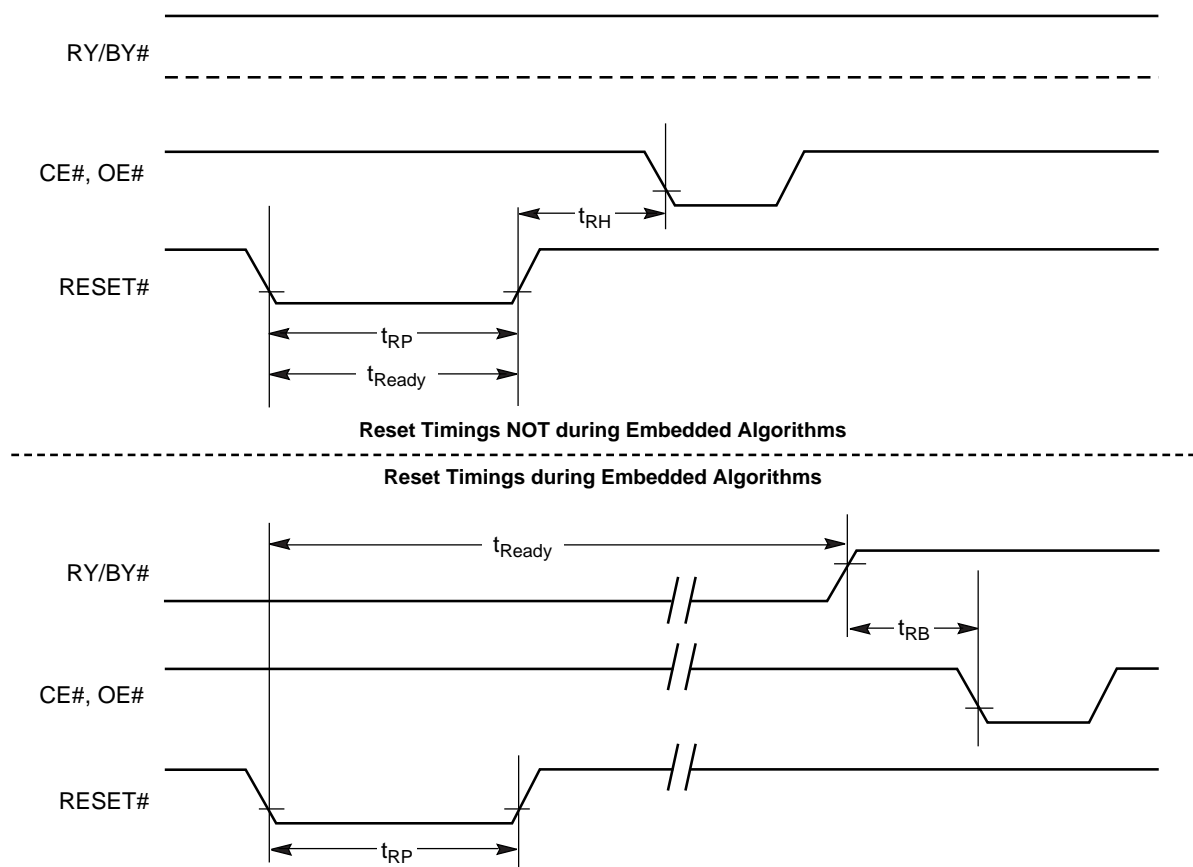 RY/BY#
CE#, OE#
tRH
RESET#
tRP
tReady
Reset Timings NOT during Embedded Algorithms
Reset Timings during Embedded Algorithms
tReady
RY/BY#
tRB
CE#, OE#
RESET#
tRP